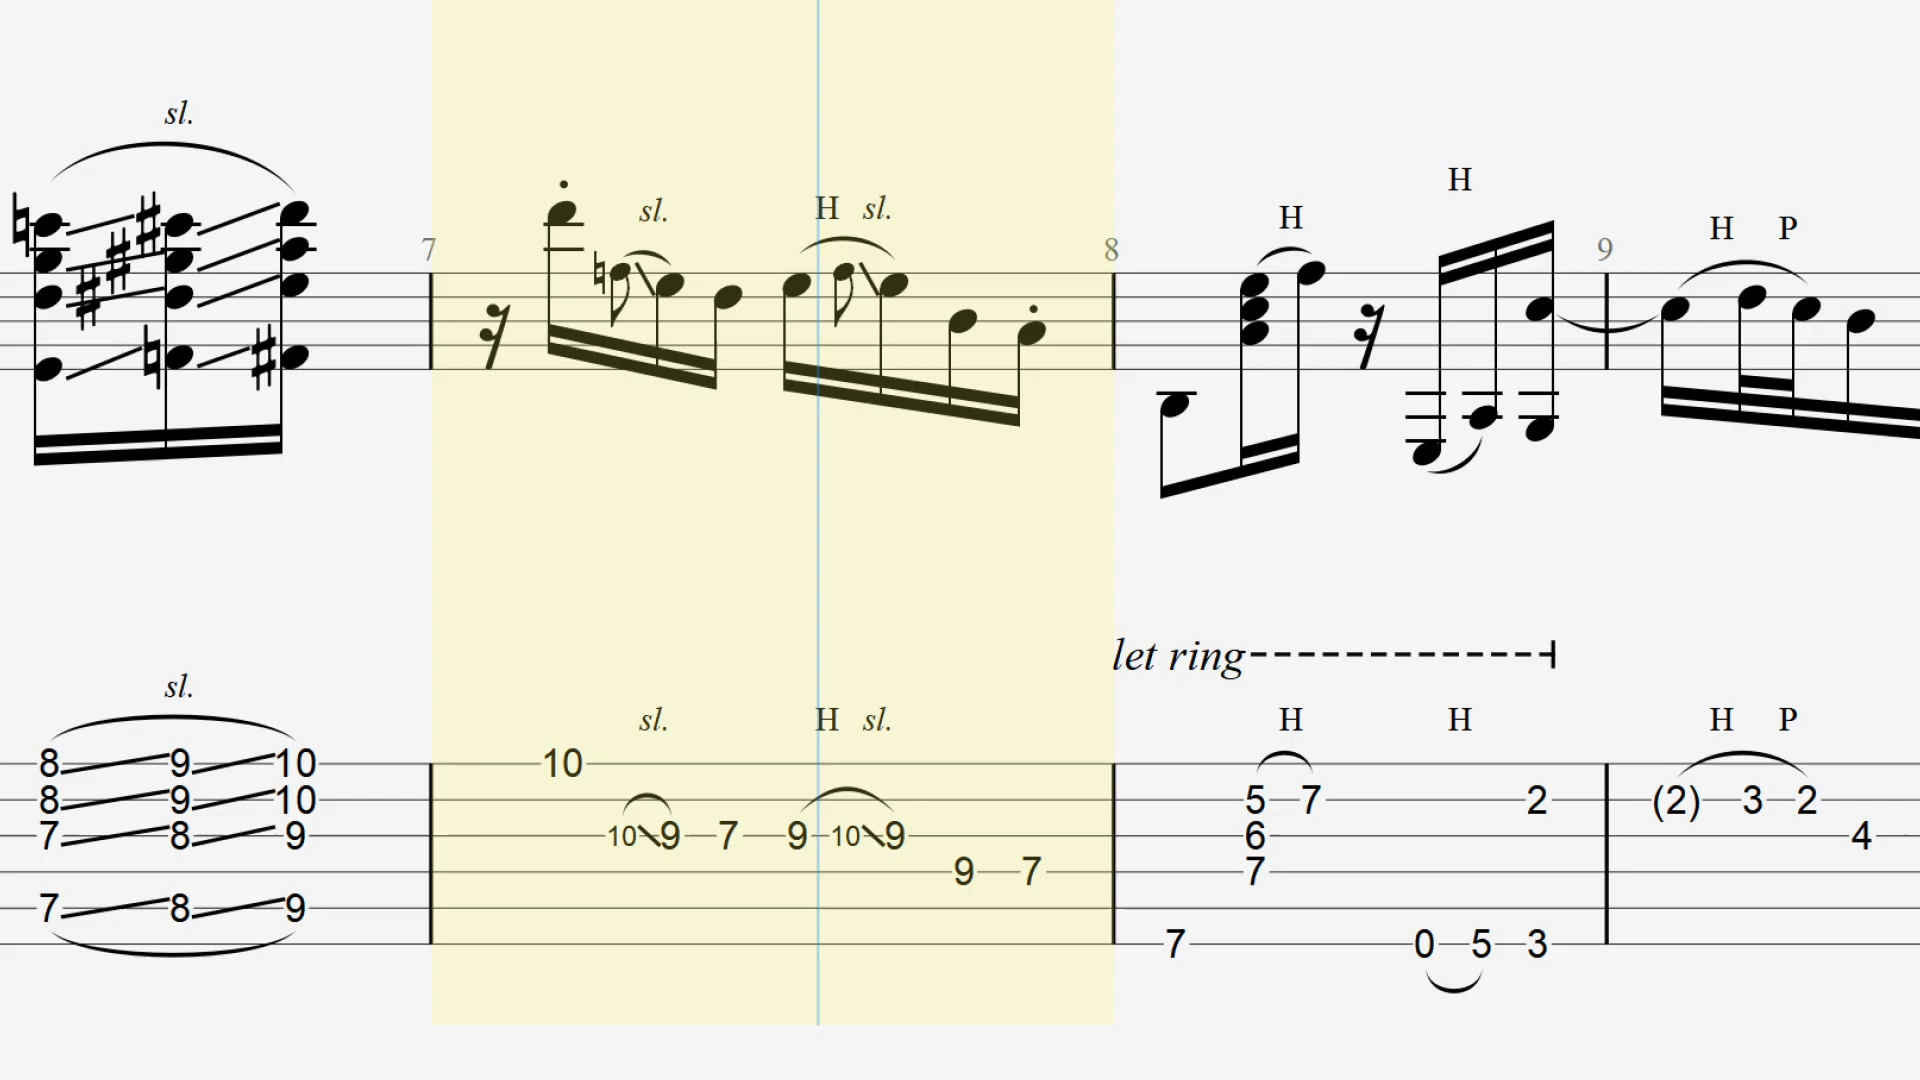 sl.
H
sl. H sl. H H P
7 8 9
let ring
sl.
sl. H sl. H H H P
8 9 10 10
8 9 10 5 7 2 (2) 3 2
7 8 9 10 9 7 9 10 9 6 4
9 7 7
7 8 9
7 0 5 3